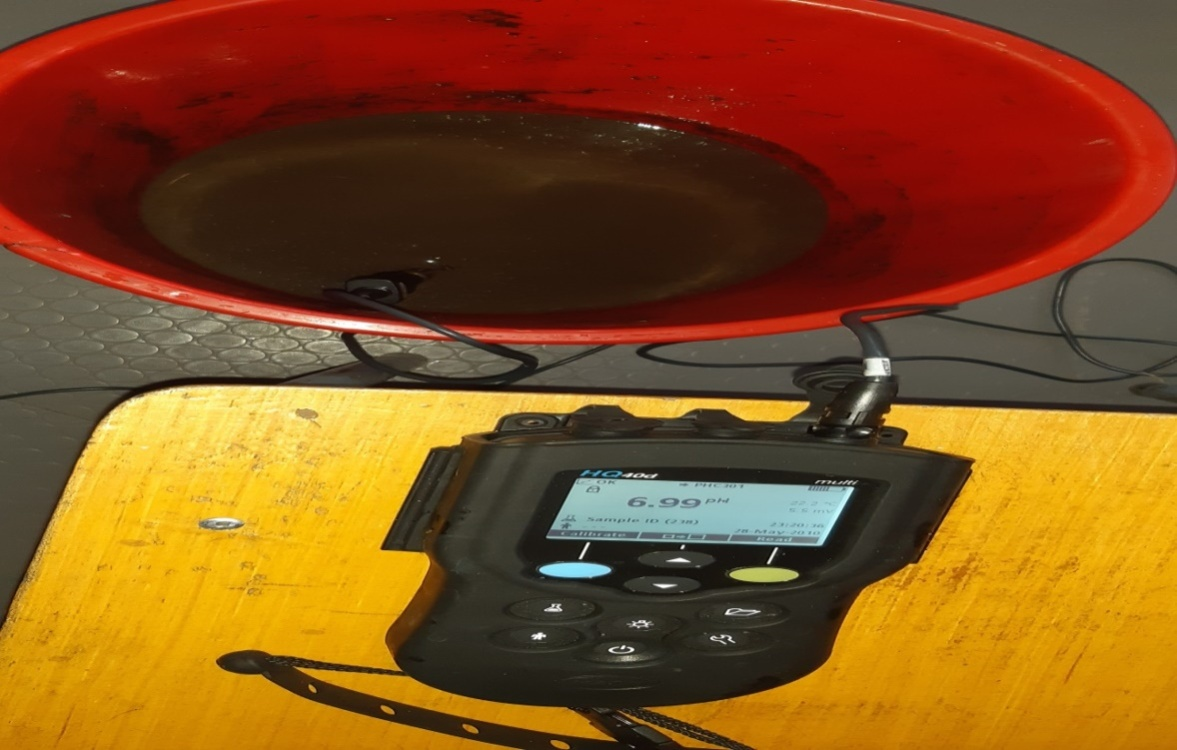 HQ40d multi
OK PHC301
6.99 pH
22.2 °C
5.5 mV
Sample ID (238)
23:20:36
28-May-2010
Calibrate Read